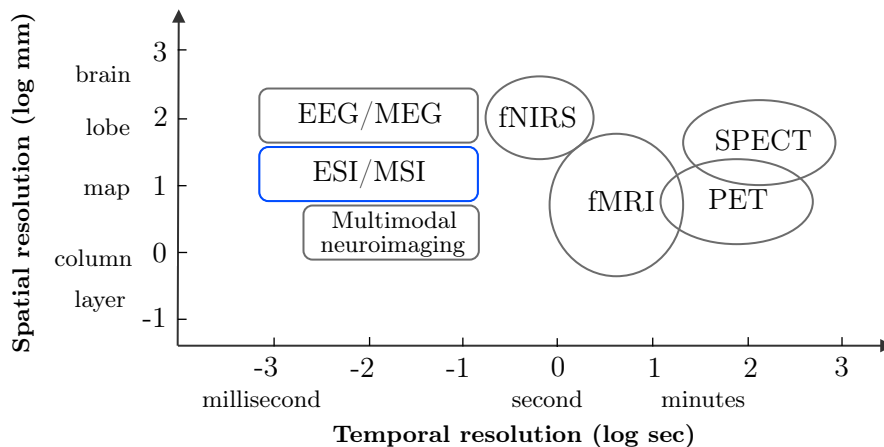 Spatial resolution (log mm)
3
brain
2
lobe
1
map
0
column
layer
-1
EEG/MEG
fNIRS
SPECT
ESI/MSI
fMRI
PET
Multimodal
neuroimaging
-3 -2 -1 0 1 2 3
millisecond second minutes
Temporal resolution (log sec)